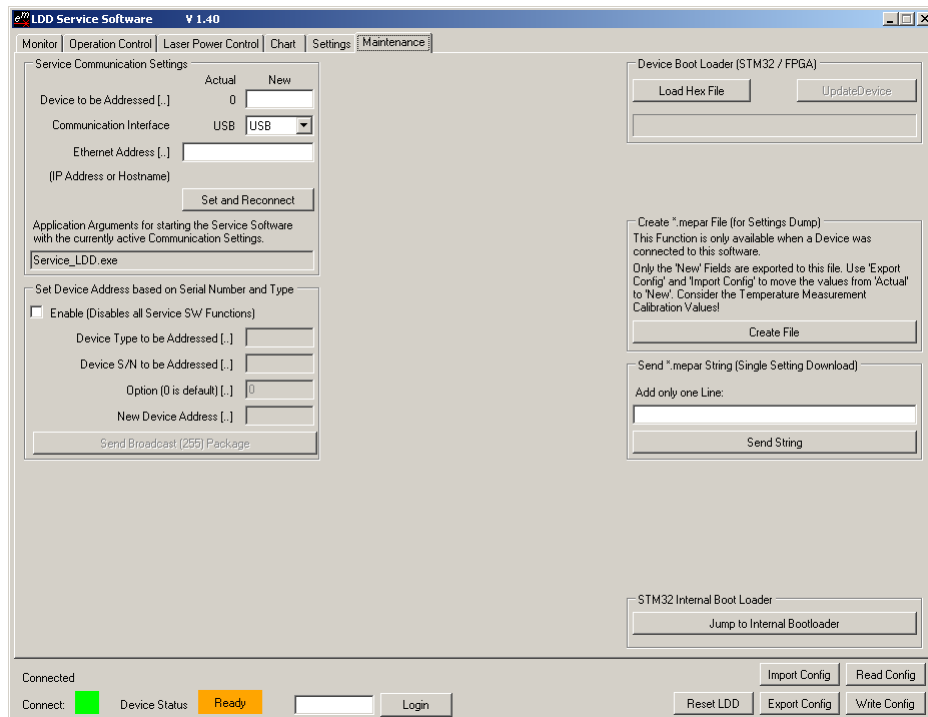 LDD Service Software V 1.40
Monitor Operation Control Laser Power Control Chart Settings Maintenance
Service Communication Settings
Actual New
Device to be Addressed [..] 0
Communication Interface USB USB
Ethernet Address [..]
(IP Address or Hostname)
Set and Reconnect
Application Arguments for starting the Service Software
with the currently active Communication Settings.
Service_LDD.exe
Set Device Address based on Serial Number and Type
Enable (Disables all Service SW Functions)
Device Type to be Addressed [..]
Device S/N to be Addressed [..]
Option (0 is default) [..] 0
New Device Address [..]
Send Broadcast (255) Package
Device Boot Loader (STM32 / FPGA)
Load Hex File UpdateDevice
Create *.mepar File (for Settings Dump)
This Function is only available when a Device was
connected to this software.
Only the 'New' Fields are exported to this file. Use 'Export
Config' and 'Import Config' to move the values from 'Actual'
to 'New'. Consider the Temperature Measurement
Calibration Values!
Create File
Send *.mepar String (Single Setting Download)
Add only one Line:
Send String
STM32 Internal Boot Loader
Jump to Internal Bootloader
Connected
Import Config Read Config
Connect: Device Status Ready Login Reset LDD Export Config Write Config